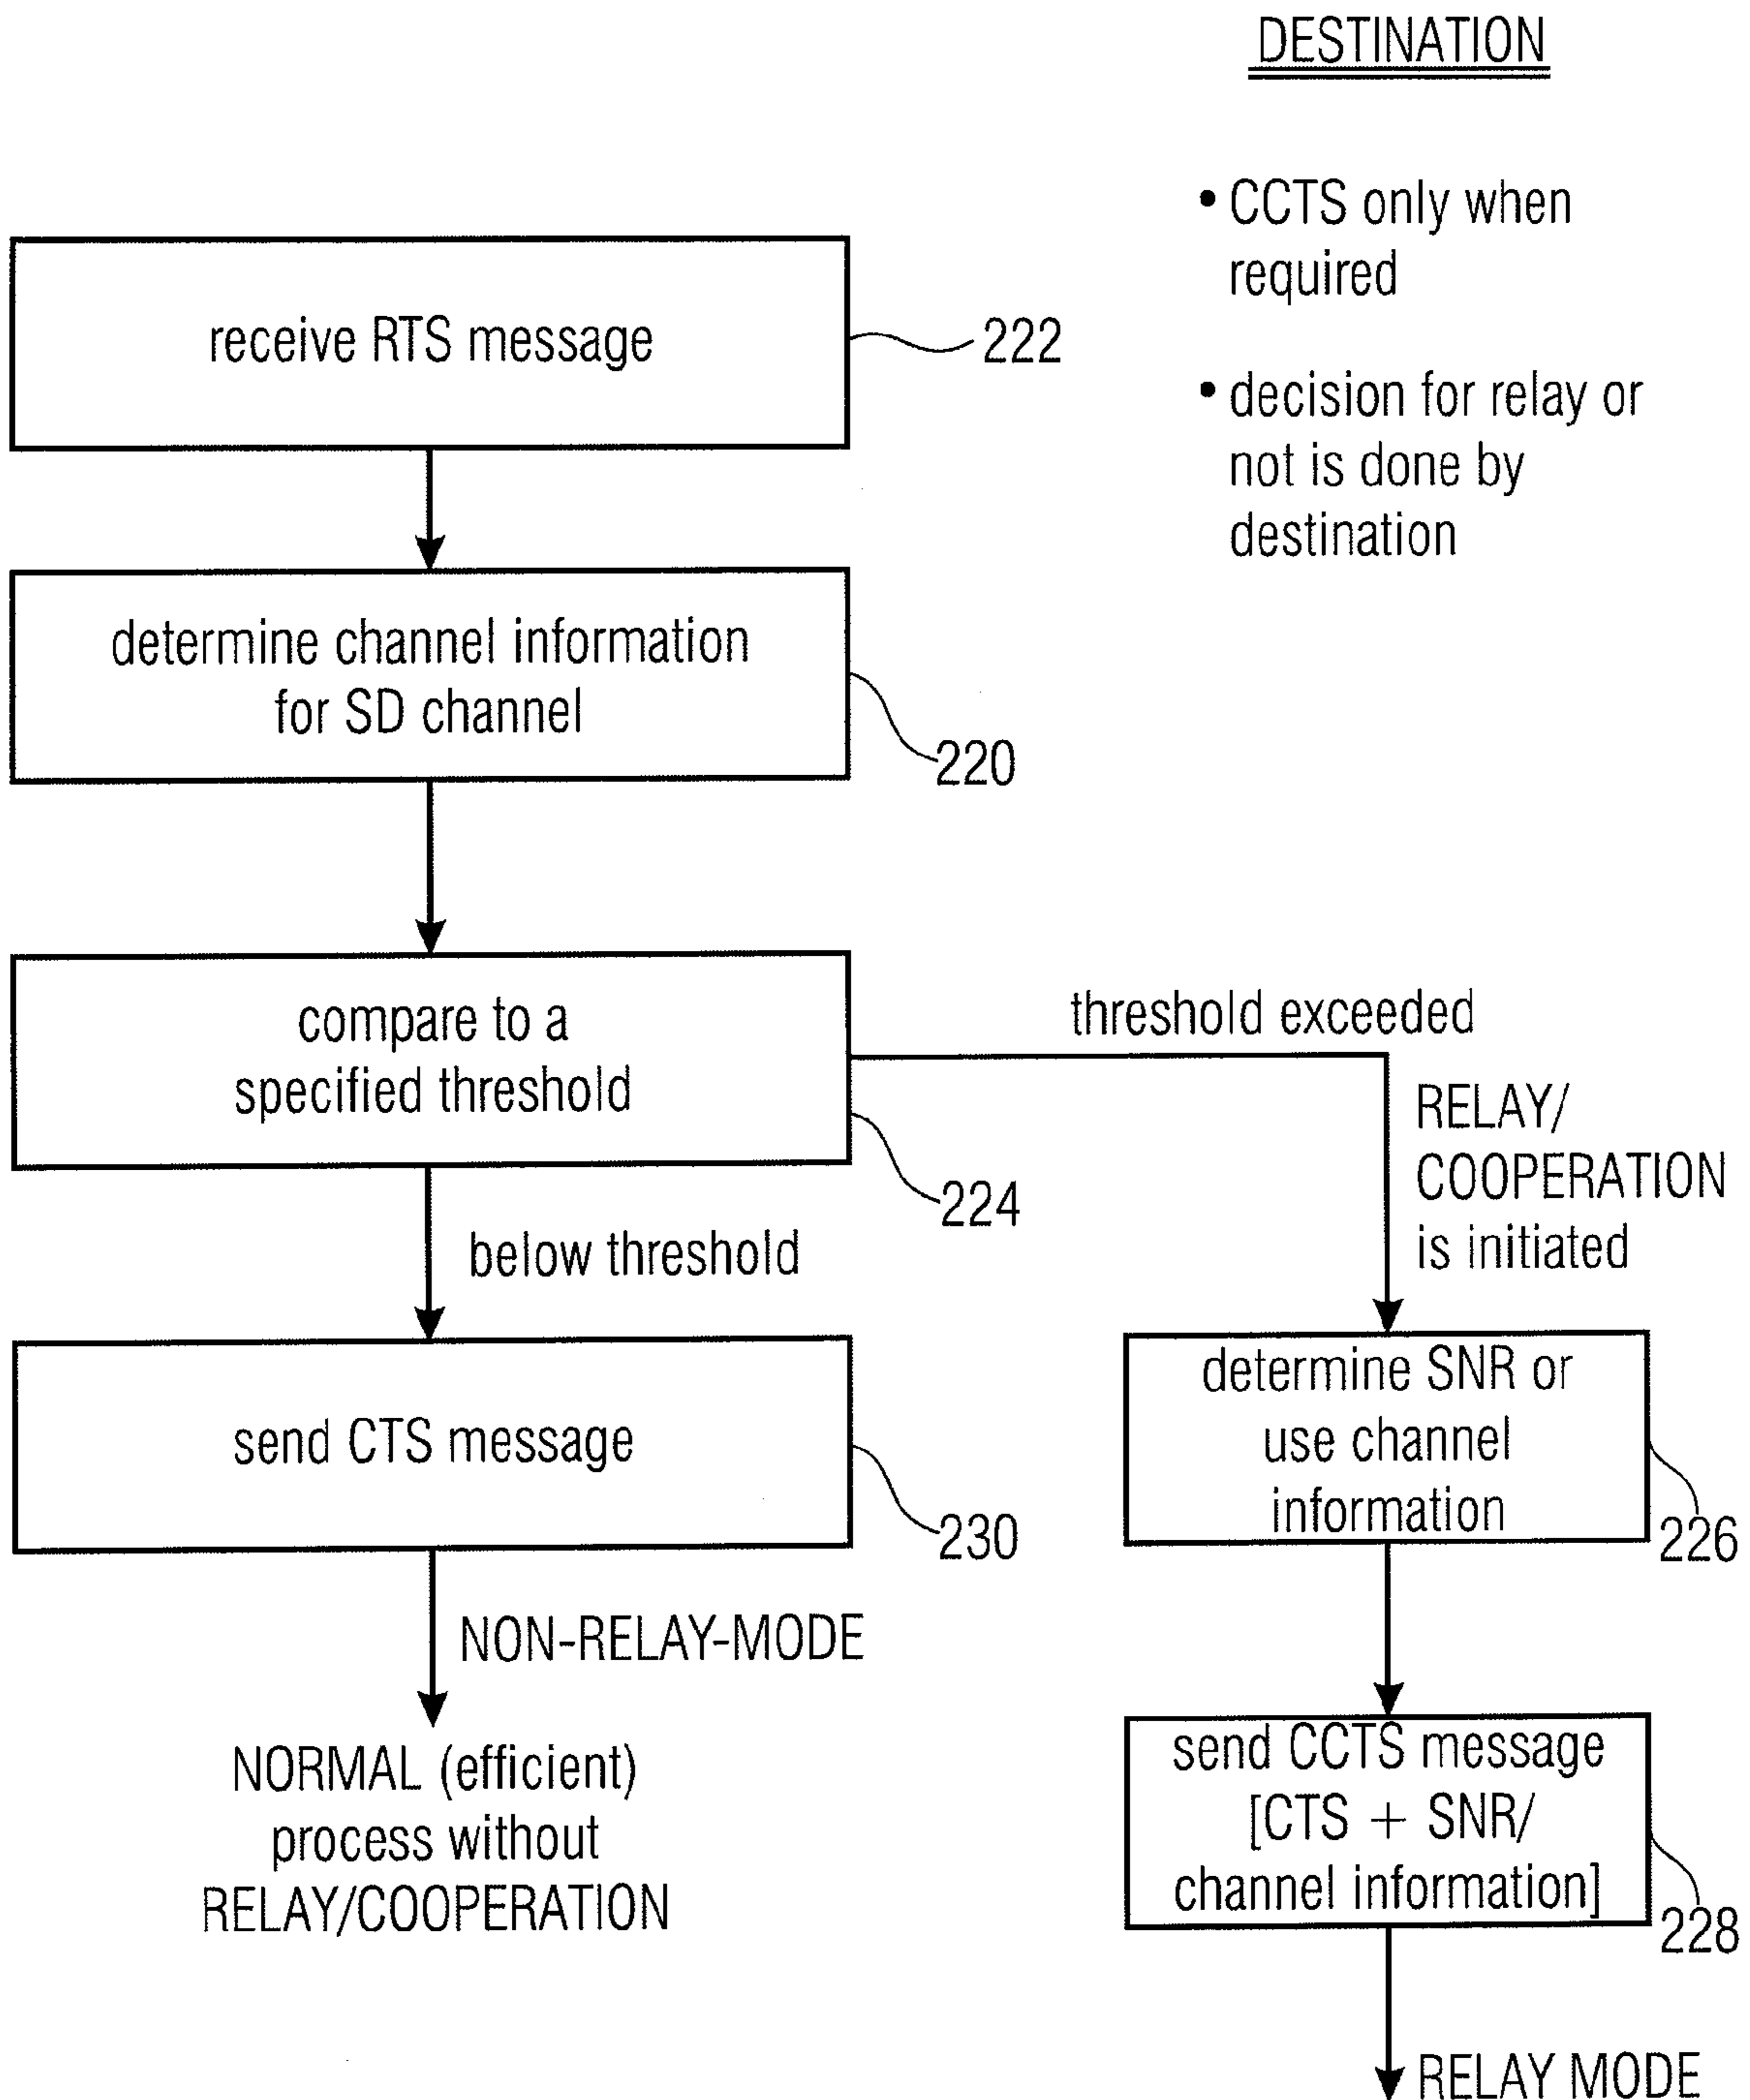 DESTINATION
• CCTS only when
required
• decision for relay or
not is done by
destination
receive RTS message
222
determine channel information
for SD channel
220
compare to a
specified threshold
224
threshold exceeded
RELAY/
COOPERATION
is initiated
below threshold
send CTS message
230
determine SNR or
use channel
information
226
NON-RELAY-MODE
NORMAL (efficient)
process without
RELAY/COOPERATION
send CCTS message
[CTS + SNR/
channel information]
228
RELAY MODE